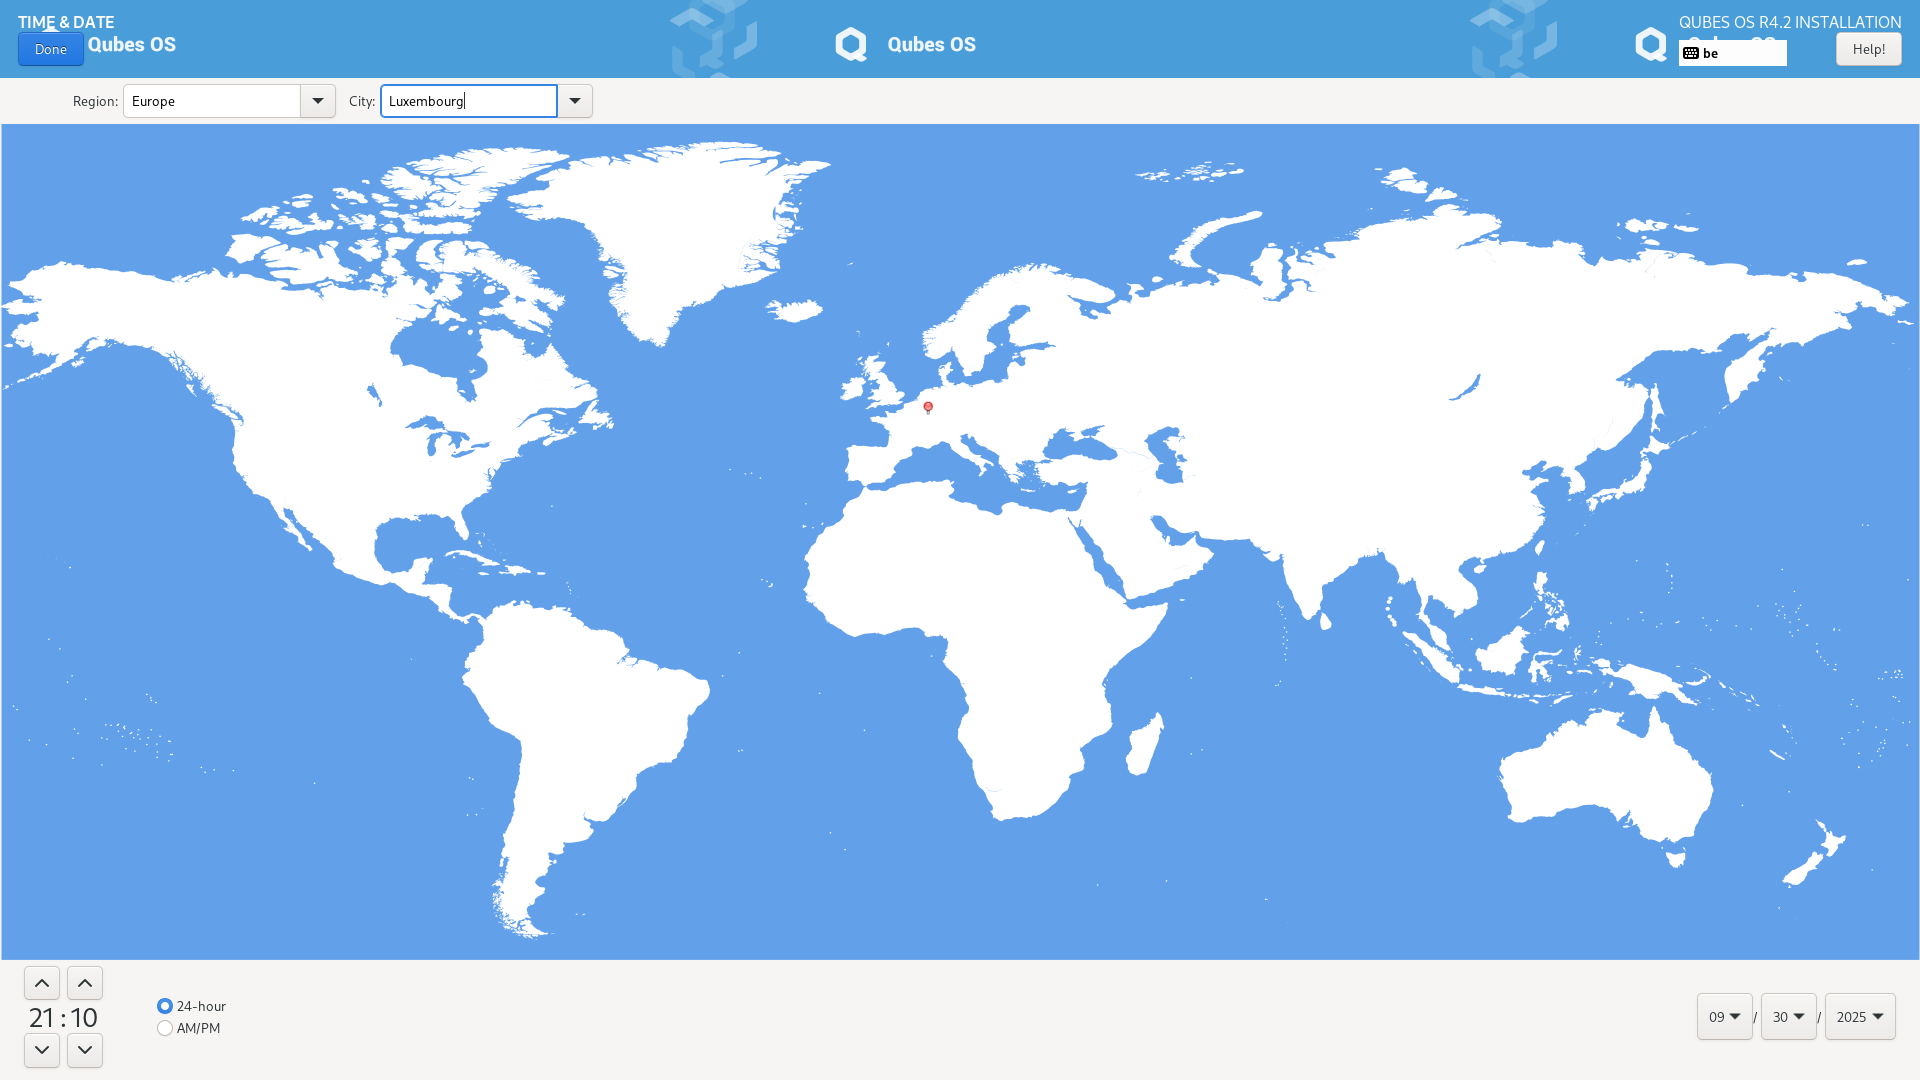 TIME & DATE
QUBES OS R4.2 INSTALLATION
Done
Qubes OS
Qubes OS
be
Help!
Region:
Europe
City:
Luxembourg
21 : 10
24-hour
AM/PM
09 / 30 / 2025